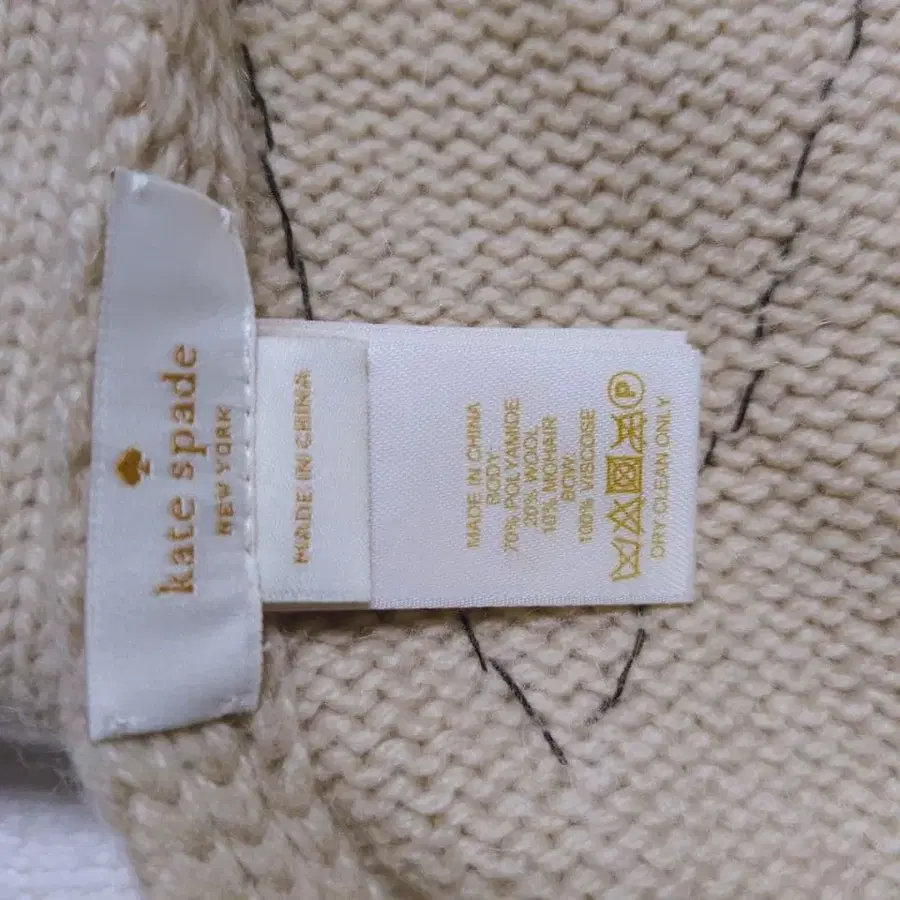 kate spade
NEW YORK
MADE IN CHINA
MADE IN CHINA
BODY
70% POLYAMIDE
20% WOOL
10% MOHAIR
BOW
100% VISCOSE
P
DRY CLEAN ONLY